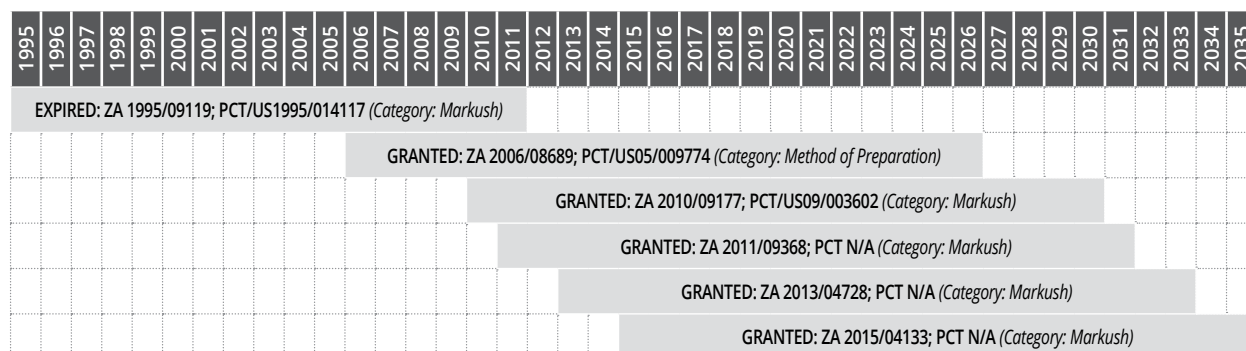 1995 1996 1997 1998 1999 2000 2001 2002 2003 2004 2005 2006 2007 2008 2009 2010 2011 2012 2013 2014 2015 2016 2017 2018 2019 2020 2021 2022 2023 2024 2025 2026 2027 2028 2029 2030 2031 2032 2033 2034 2035
EXPIRED: ZA 1995/09119; PCT/US1995/014117 (Category: Markush)
GRANTED: ZA 2006/08689; PCT/US05/009774 (Category: Method of Preparation)
GRANTED: ZA 2010/09177; PCT/US09/003602 (Category: Markush)
GRANTED: ZA 2011/09368; PCT N/A (Category: Markush)
GRANTED: ZA 2013/04728; PCT N/A (Category: Markush)
GRANTED: ZA 2015/04133; PCT N/A (Category: Markush)